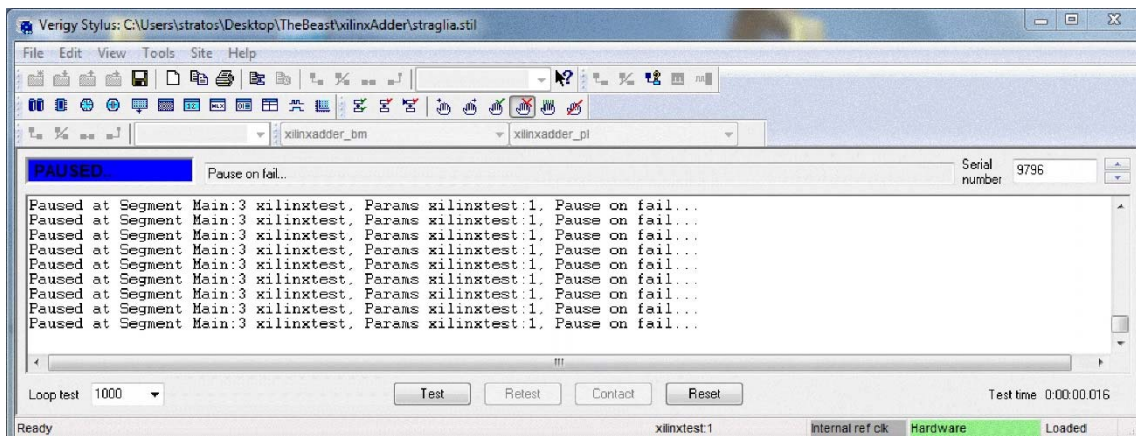 Verigy Stylus: C:\Users\stratos\Desktop\TheBeast\xilinxAdder\straglia.stil
File Edit View Tools Site Help
xilinxadder_bm xilinxadder_pl
PAUSED.. Pause on fail... Serial number 9796
Paused at Segment Main:3 xilinxtest, Params xilinxtest:1, Pause on fail...
Paused at Segment Main:3 xilinxtest, Params xilinxtest:1, Pause on fail...
Paused at Segment Main:3 xilinxtest, Params xilinxtest:1, Pause on fail...
Paused at Segment Main:3 xilinxtest, Params xilinxtest:1, Pause on fail...
Paused at Segment Main:3 xilinxtest, Params xilinxtest:1, Pause on fail...
Paused at Segment Main:3 xilinxtest, Params xilinxtest:1, Pause on fail...
Paused at Segment Main:3 xilinxtest, Params xilinxtest:1, Pause on fail...
Paused at Segment Main:3 xilinxtest, Params xilinxtest:1, Pause on fail...
Paused at Segment Main:3 xilinxtest, Params xilinxtest:1, Pause on fail...
Loop test 1000 Test Retest Contact Reset Test time 0:00:00.016
Ready xilinxtest:1 Internal ref clk Hardware Loaded